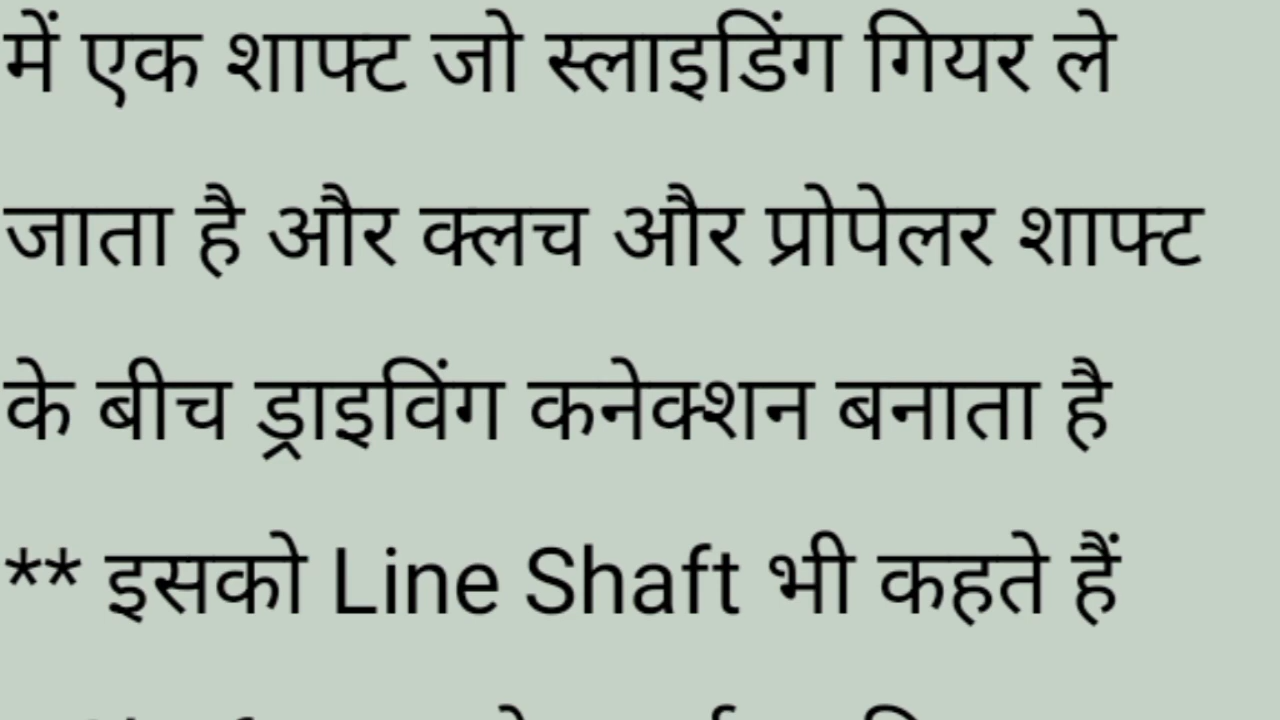 में एक शाफ्ट जो स्लाइडिंग गियर ले
जाता है और क्लच और प्रोपेलर शाफ्ट
के बीच ड्राइविंग कनेक्शन बनाता है
** इसको Line Shaft भी कहते हैं